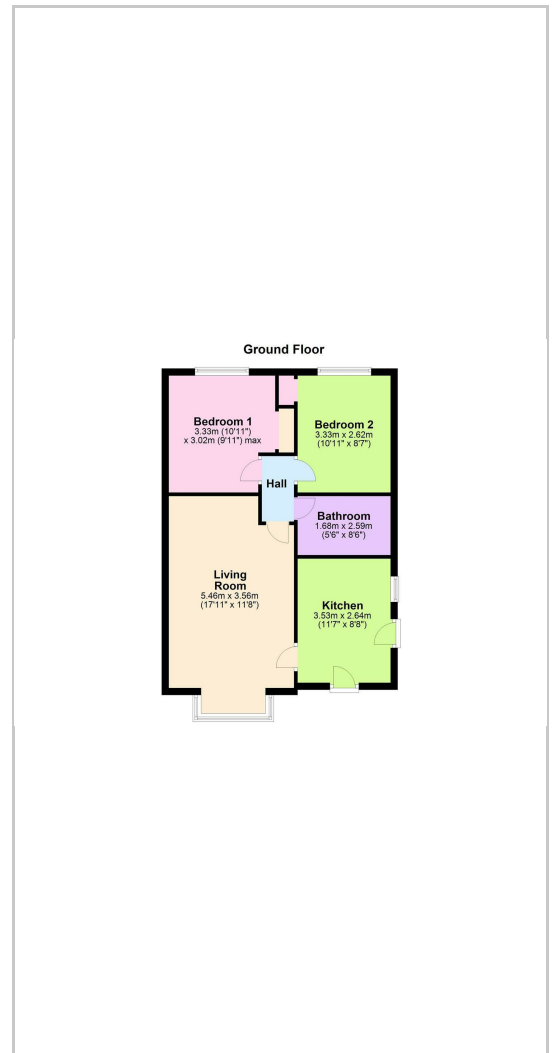 Ground Floor
Bedroom 1
3.33m (10'11")
x 3.02m (9'11") max
Bedroom 2
3.33m x 2.62m
(10'11" x 8'7")
Hall
Bathroom
1.68m x 2.59m
(5'6" x 8'6")
Living
Room
5.46m x 3.56m
(17'11" x 11'8")
Kitchen
3.53m x 2.64m
(11'7" x 8'8")